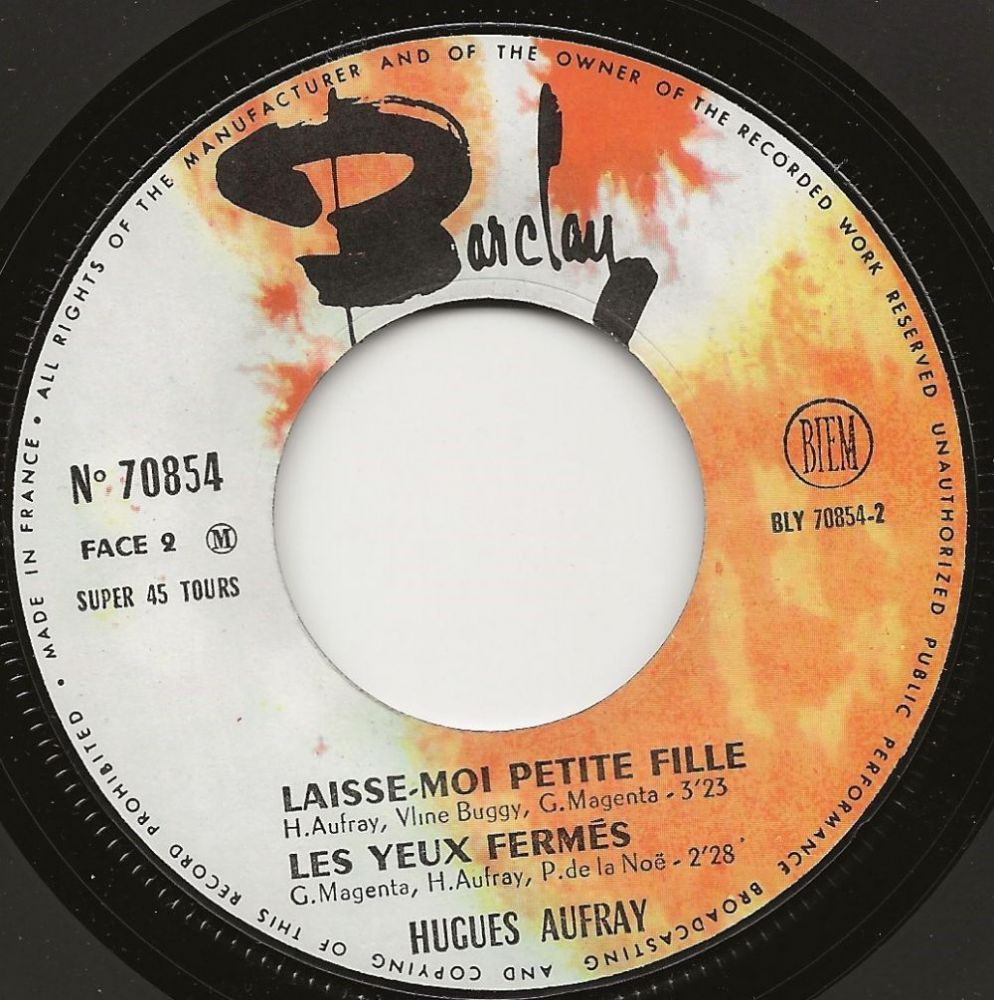 MADE IN FRANCE • ALL RIGHTS OF THE MANUFACTURER AND OF THE OWNER OF THE RECORDED WORK RESERVED UNAUTHORIZED PUBLIC PERFORMANCE BROADCASTING AND COPYING OF THIS RECORD PROHIBITED •
Barclay
Nº 70854
FACE 2 M
SUPER 45 TOURS
BIEM
BLY 70854-2
LAISSE-MOI PETITE FILLE
H.Aufray, Vline Buggy, G.Magenta - 3'23
LES YEUX FERMÉS
G.Magenta, H.Aufray, P.de la Noë - 2'28
HUGUES AUFRAY